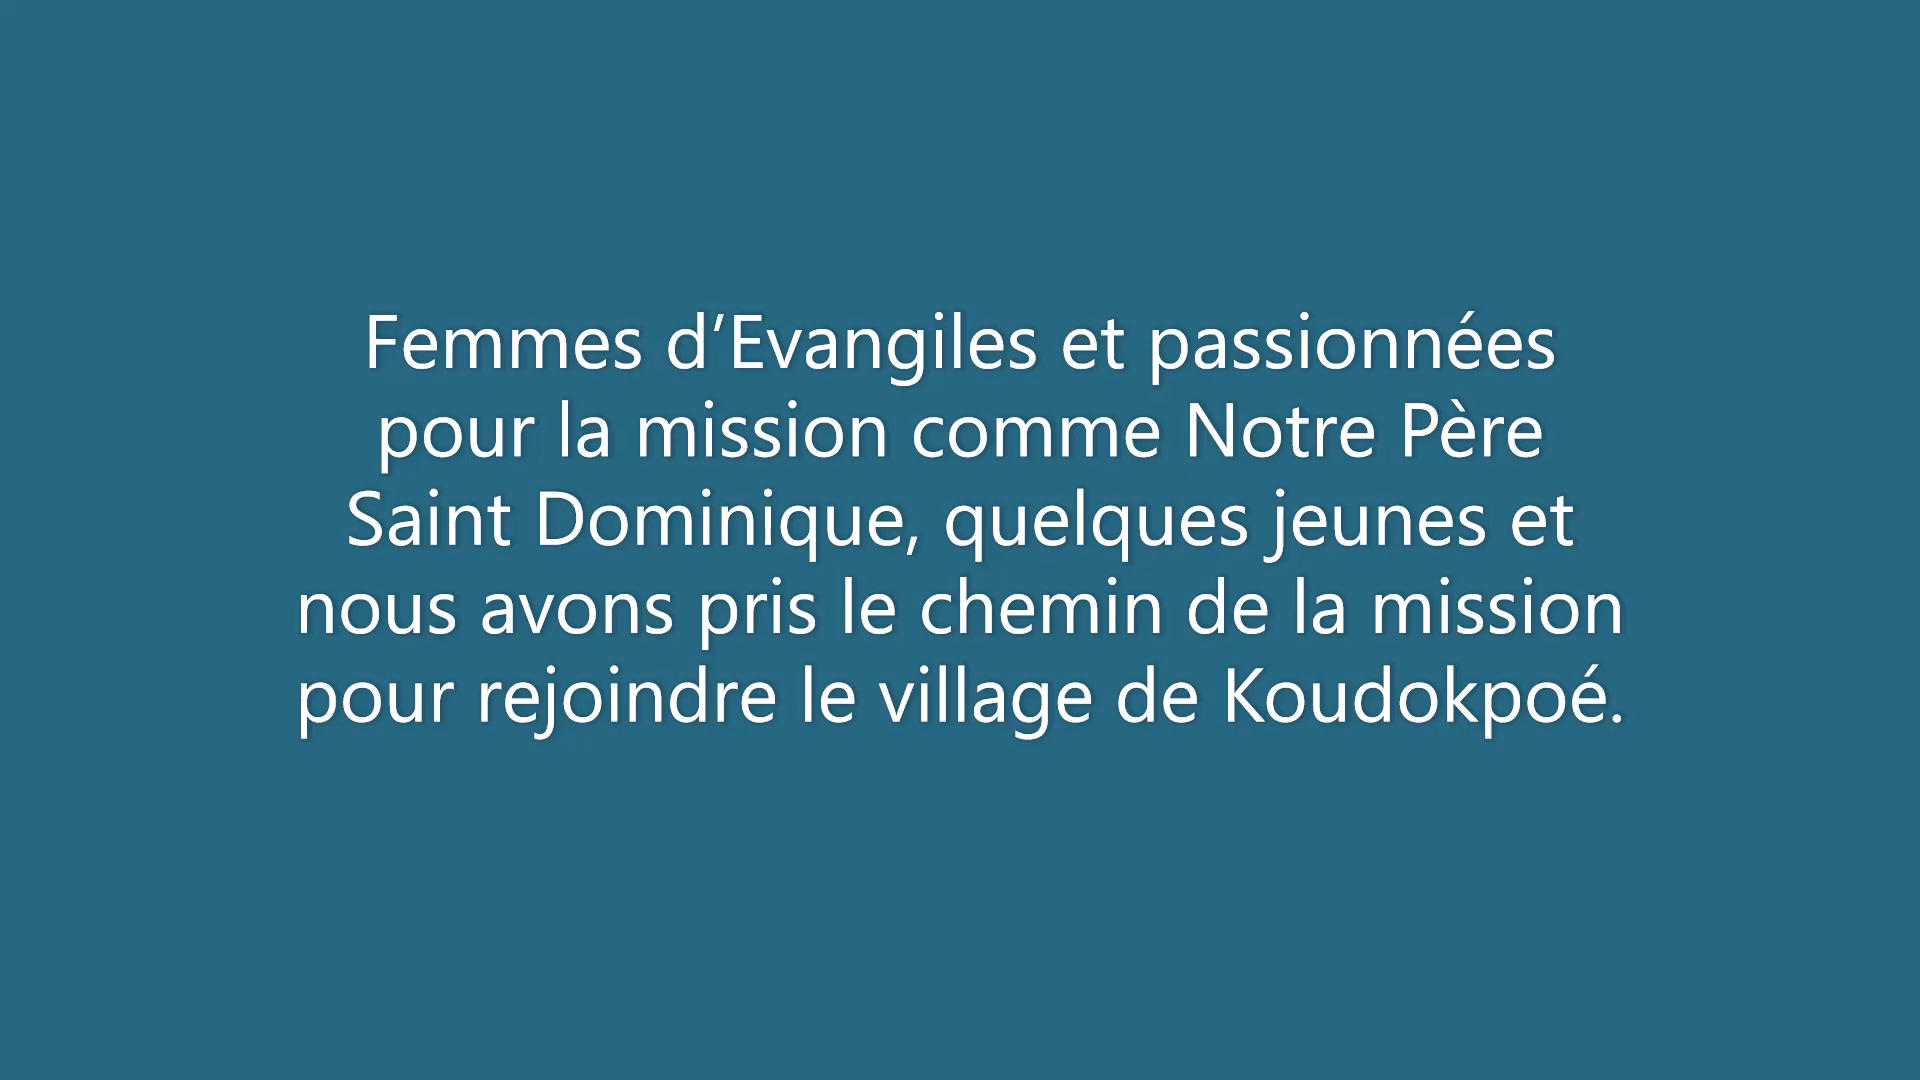 Femmes d’Evangiles et passionnées
pour la mission comme Notre Père
Saint Dominique, quelques jeunes et
nous avons pris le chemin de la mission
pour rejoindre le village de Koudokpoé.